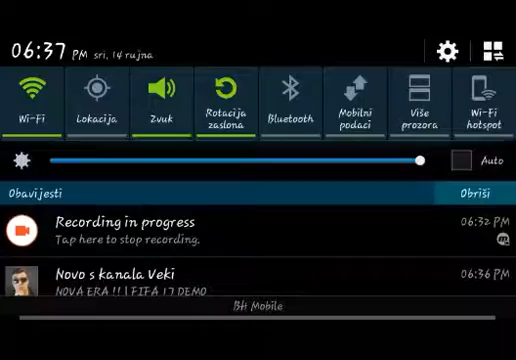 06:37 PM sri, 14 rujna
Wi-Fi
Lokacija
Zvuk
Rotacija
zaslona
Bluetooth
Mobilni
podaci
Više
prozora
Wi-Fi
hotspot
Auto
Obavijesti
Obriši
Recording in progress
06:32 PM
Tap here to stop recording.
Novo s kanala Veki
06:36 PM
NOVA ERA !! | FIFA 17 DEMO
BH Mobile